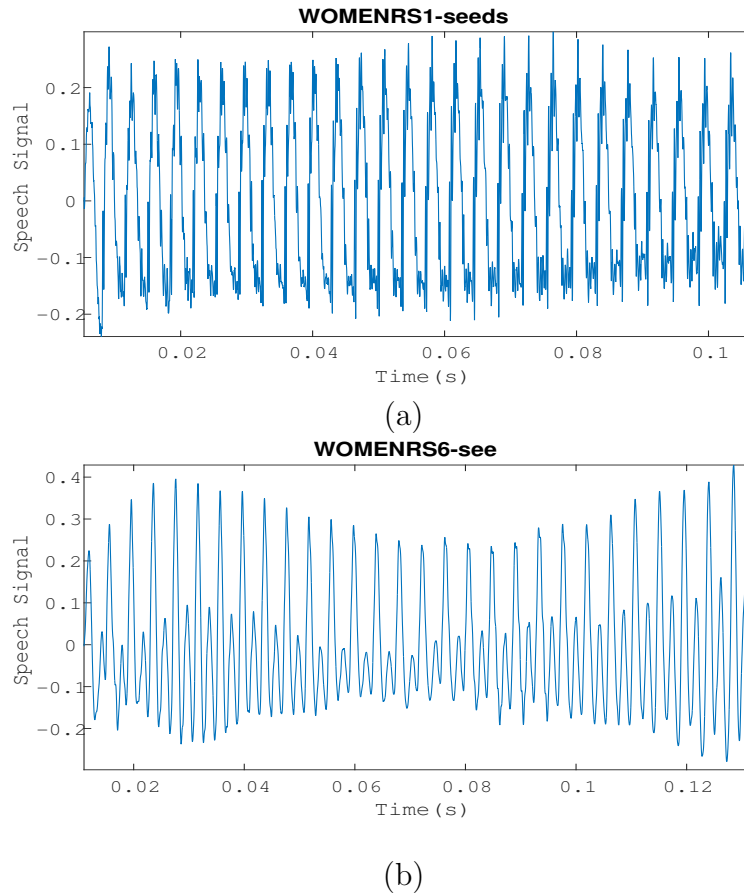 WOMENRS1-seeds
Speech Signal
0.2
0.1
0
-0.1
-0.2
0.02 0.04 0.06 0.08 0.1
Time(s)
(a)
WOMENRS6-see
Speech Signal
0.4
0.3
0.2
0.1
0
-0.1
-0.2
0.02 0.04 0.06 0.08 0.1 0.12
Time(s)
(b)